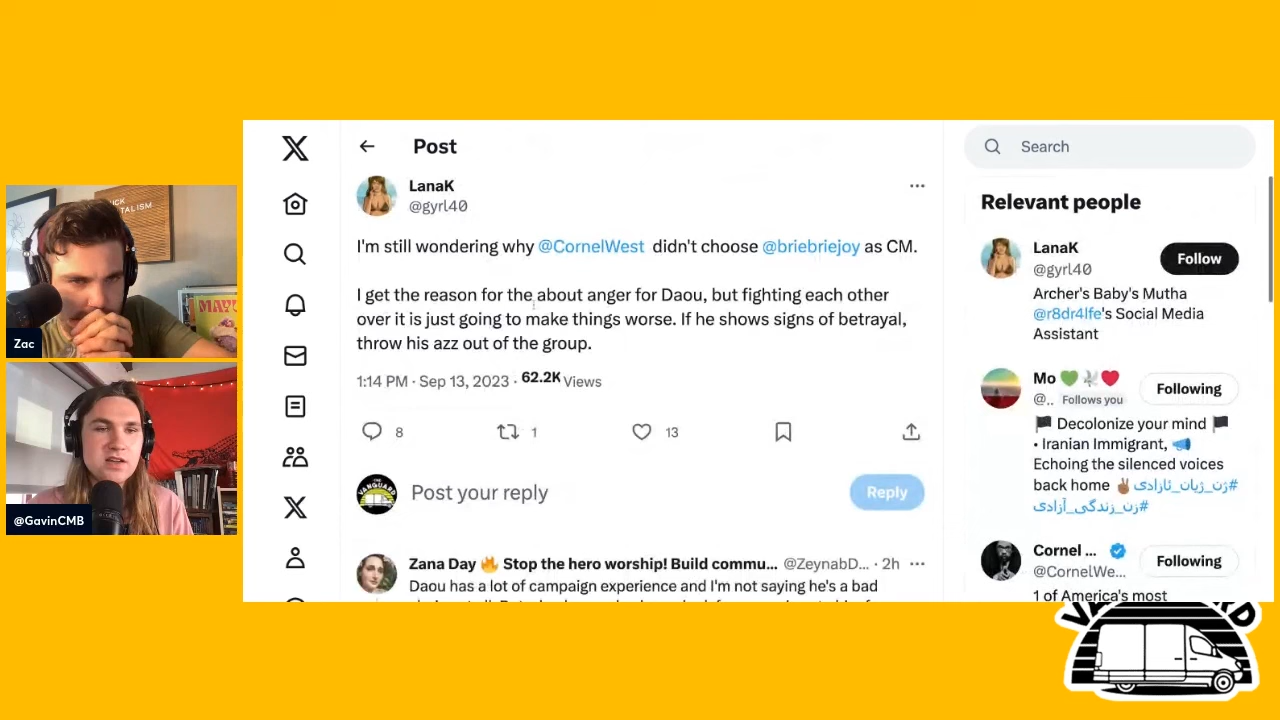 Post
Search
LanaK
@gyrl40
I'm still wondering why @CornelWest didn't choose @briebriejoy as CM.
I get the reason for the about anger for Daou, but fighting each other
over it is just going to make things worse. If he shows signs of betrayal,
throw his azz out of the group.
1:14 PM · Sep 13, 2023 · 62.2K Views
8
1
13
VANGUARD
Post your reply
Reply
Zana Day 🔥 Stop the hero worship! Build commu... @ZeynabD... · 2h
Daou has a lot of campaign experience and I'm not saying he's a bad
Relevant people
LanaK
@gyrl40
Follow
Archer's Baby's Mutha
@r8dr4lfe's Social Media
Assistant
Mo 💚🕊❤️
@.. Follows you
Following
🏴 Decolonize your mind 🏴
• Iranian Immigrant, 📣
Echoing the silenced voices
back home ✌🏽 #ژن_ژیان_ئازادی
#زن_زندگی_آزادی
Cornel ...
@CornelWe...
Following
1 of America's most
Zac
@GavinCMB